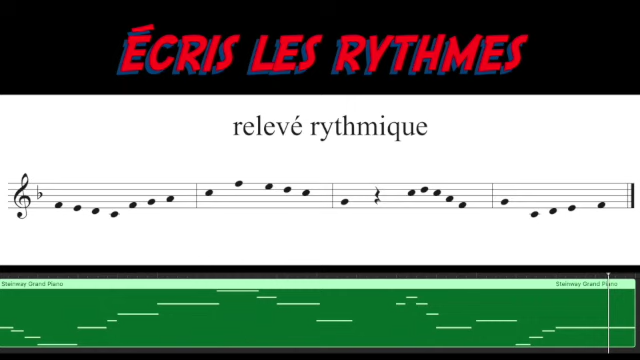 ÉCRIS LES RYTHMES
relevé rythmique
Steinway Grand Piano
Steinway Grand Piano